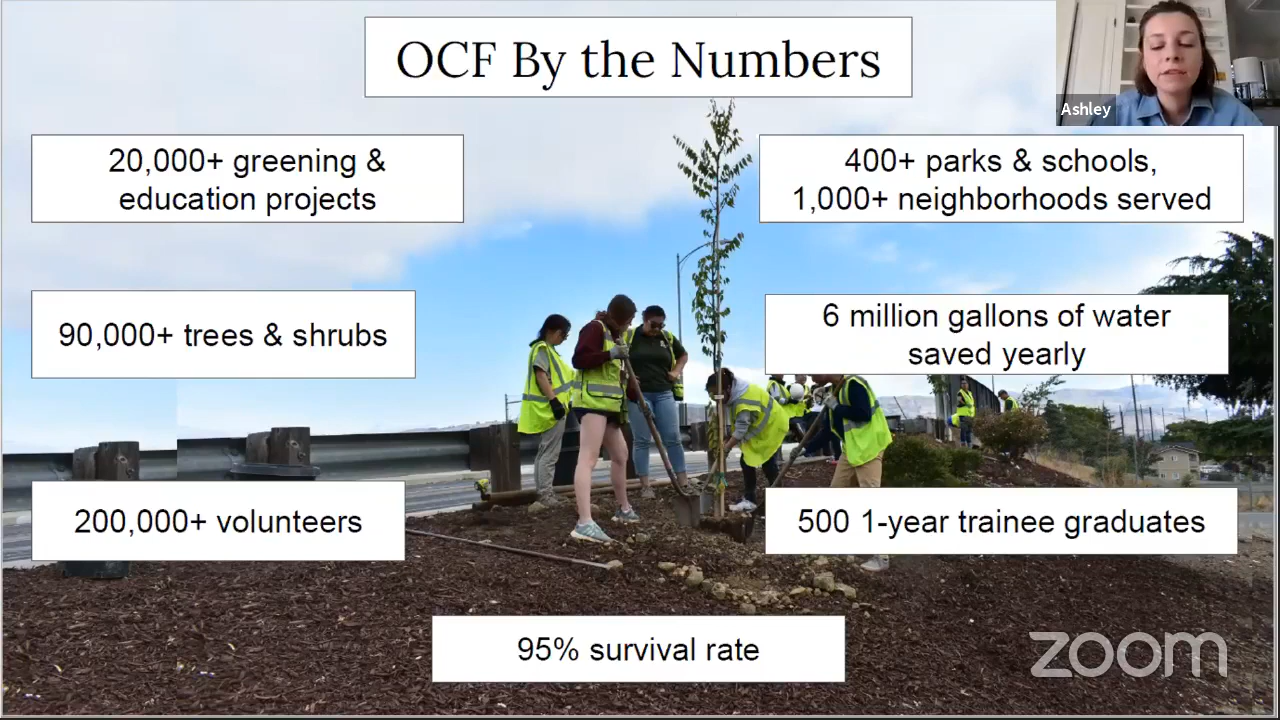 OCF By the Numbers
Ashley
20,000+ greening &
education projects
400+ parks & schools,
1,000+ neighborhoods served
90,000+ trees & shrubs
6 million gallons of water
saved yearly
200,000+ volunteers
500 1-year trainee graduates
95% survival rate
zoom